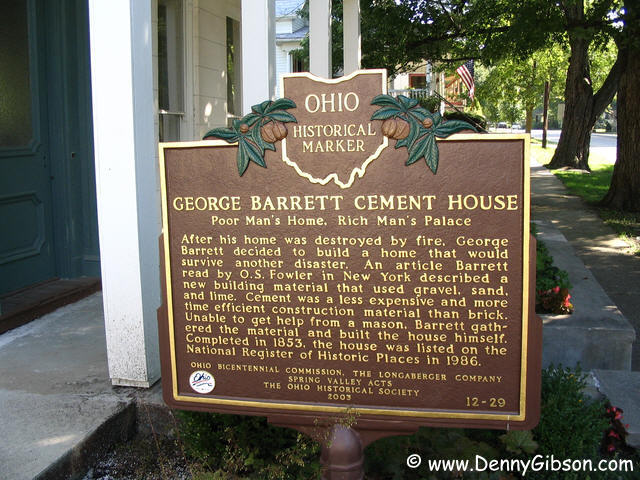 OHIO
HISTORICAL
MARKER
GEORGE BARRETT CEMENT HOUSE
Poor Man's Home, Rich Man's Palace
After his home was destroyed by fire, George
Barrett decided to build a home that would
survive another disaster. An article Barrett
read by O.S. Fowler in New York described a
new building material that used gravel, sand,
and lime. Cement was a less expensive and more
time efficient construction material than brick.
Unable to get help from a mason, Barrett gath-
ered the material and built the house himself.
Completed in 1853, the house was listed on the
National Register of Historic Places in 1986.
OHIO BICENTENNIAL COMMISSION, THE LONGABERGER COMPANY
SPRING VALLEY ACTS
THE OHIO HISTORICAL SOCIETY
2003
12-29
Ohio
© www.DennyGibson.com